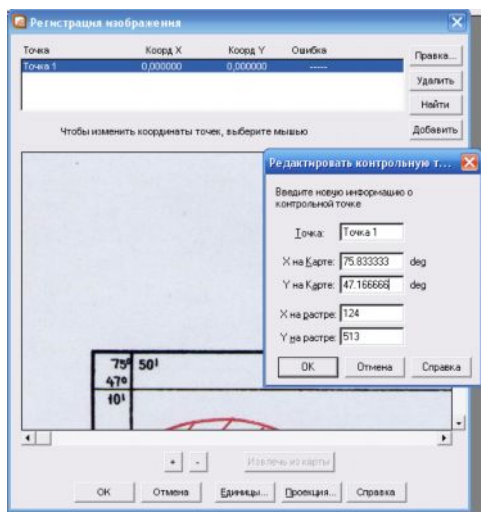 Регистрация изображения
Точка Коорд X Коорд Y Ошибка
Точка 1 0,000000 0,000000 -----
Правка...
Удалить
Найти
Добавить
Чтобы изменить координаты точек, выберите мышью
Редактировать контрольную т...
Введите новую информацию о
контрольной точке
Точка: Точка 1
X на Карте: 75.833333 deg
Y на Карте: 47.166666 deg
X на растре: 124
Y на растре: 513
OK Отмена Справка
75° 50¹
47°
10¹
+ - Извлечь из карты
OK Отмена Единицы... Проекция... Справка